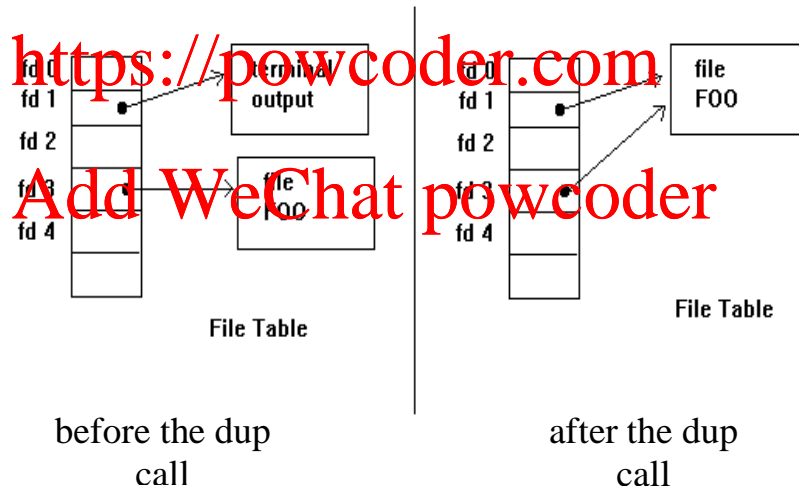 https://powcoder.com
fd 0
fd 1
fd 2
fd 3
fd 4
terminal
output
file
FOO
File Table
before the dup
call
fd 0
fd 1
fd 2
fd 3
fd 4
file
FOO
File Table
after the dup
call
Add WeChat powcoder